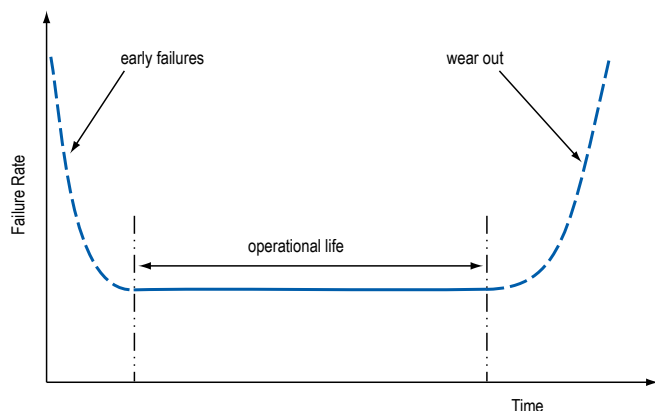 early failures
wear out
Failure Rate
operational life
Time